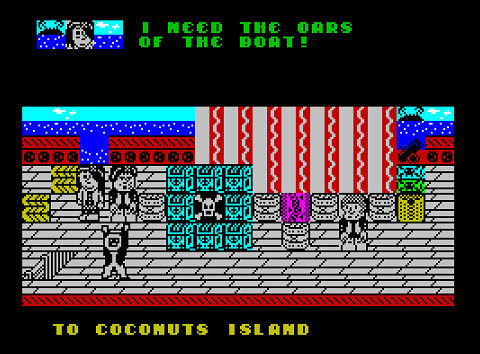 I NEED THE OARS
OF THE BOAT!
TO COCONUTS ISLAND